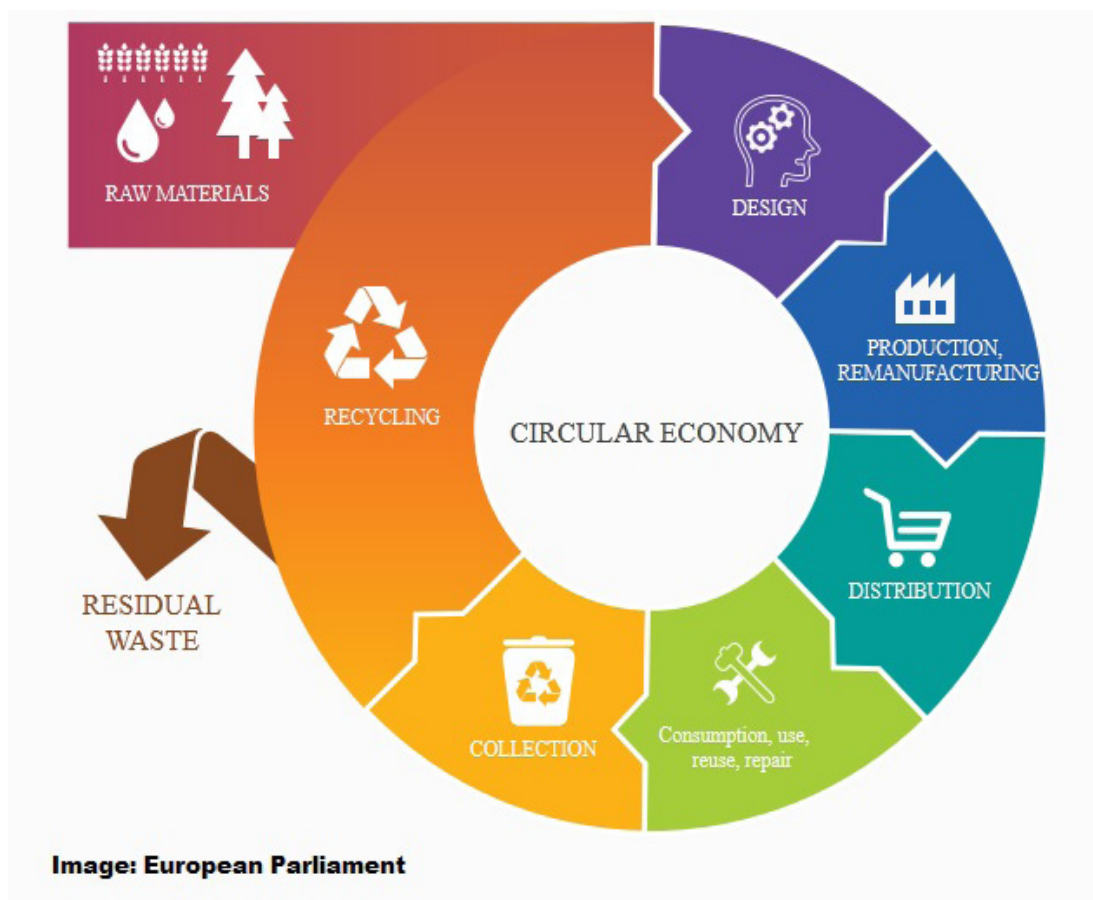 RAW MATERIALS
DESIGN
PRODUCTION,
REMANUFACTURING
RECYCLING
CIRCULAR ECONOMY
DISTRIBUTION
RESIDUAL
WASTE
Consumption, use,
reuse, repair
COLLECTION
Image: European Parliament